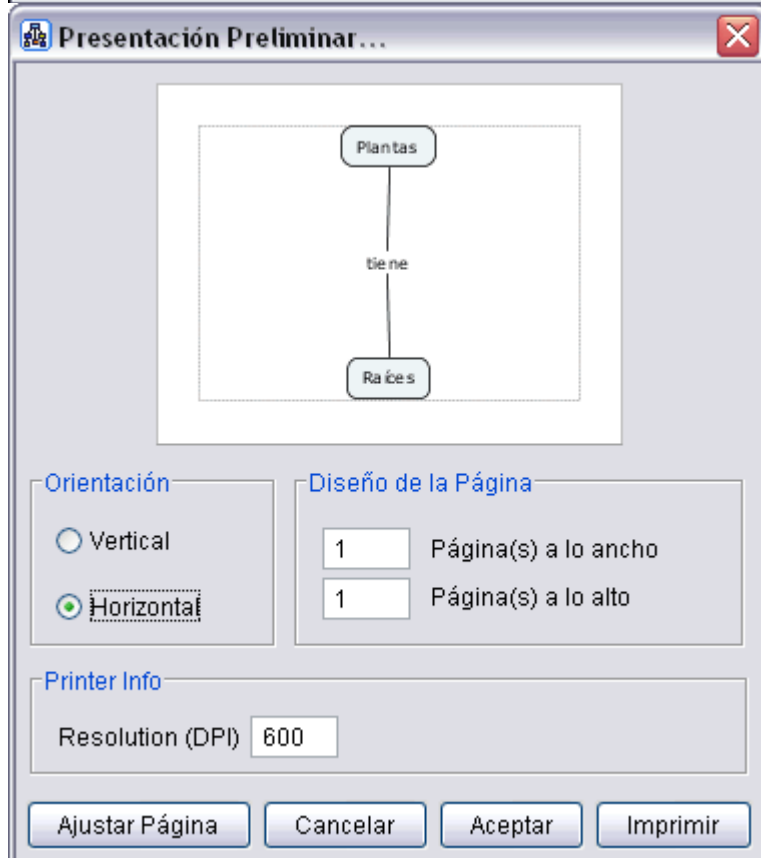 Presentación Preliminar...
Plantas
tiene
Raíces
Orientación
Vertical
Horizontal
Diseño de la Página
1 Página(s) a lo ancho
1 Página(s) a lo alto
Printer Info
Resolution (DPI) 600
Ajustar Página Cancelar Aceptar Imprimir